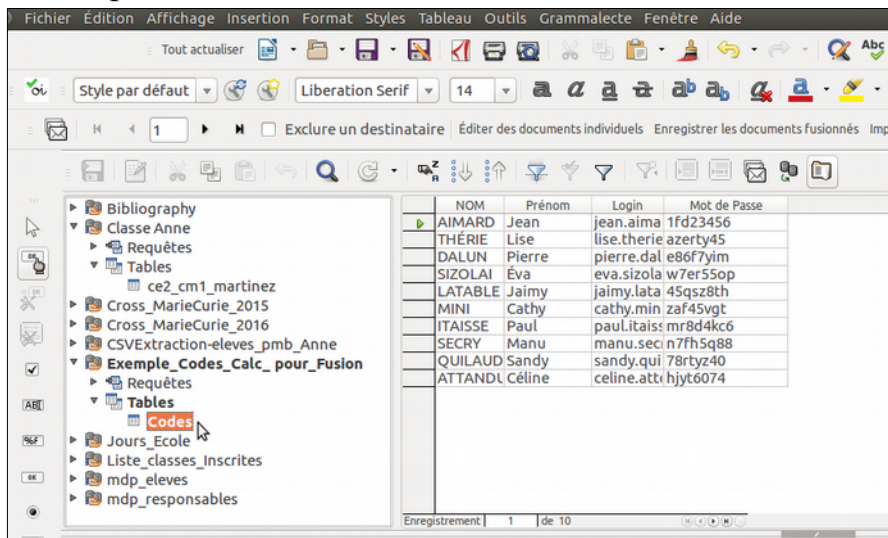 Fichier Édition Affichage Insertion Format Styles Tableau Outils Grammalecte Fenêtre Aide
Tout actualiser Abc
Style par défaut Liberation Serif 14 a a a a ab ab a a
1 Exclure un destinataire Éditer des documents individuels Enregistrer les documents fusionnés Imp
NOM Prénom Login Mot de Passe
Bibliography AIMARD Jean jean.aima 1fd23456
Classe Anne THÉRIE Lise lise.therie azerty45
Requêtes DALUN Pierre pierre.dal e86f7yim
Tables SIZOLAI Éva eva.sizola w7er55op
ce2_cm1_martinez LATABLE Jaimy jaimy.lata 45qsz8th
Cross_MarieCurie_2015 MINI Cathy cathy.min zaf45vgt
Cross_MarieCurie_2016 ITAISSE Paul paul.itaiss mr8d4kc6
CSVExtraction-eleves_pmb_Anne SECRY Manu manu.secr n7fh5q88
Exemple_Codes_Calc_ pour_Fusion QUILAUD Sandy sandy.qui 78rtyz40
Requêtes ATTANDU Céline celine.atte hjyt6074
Tables
Codes
Jours_Ecole
Liste_classes_Inscrites
mdp_eleves
mdp_responsables
Enregistrement 1 de 10